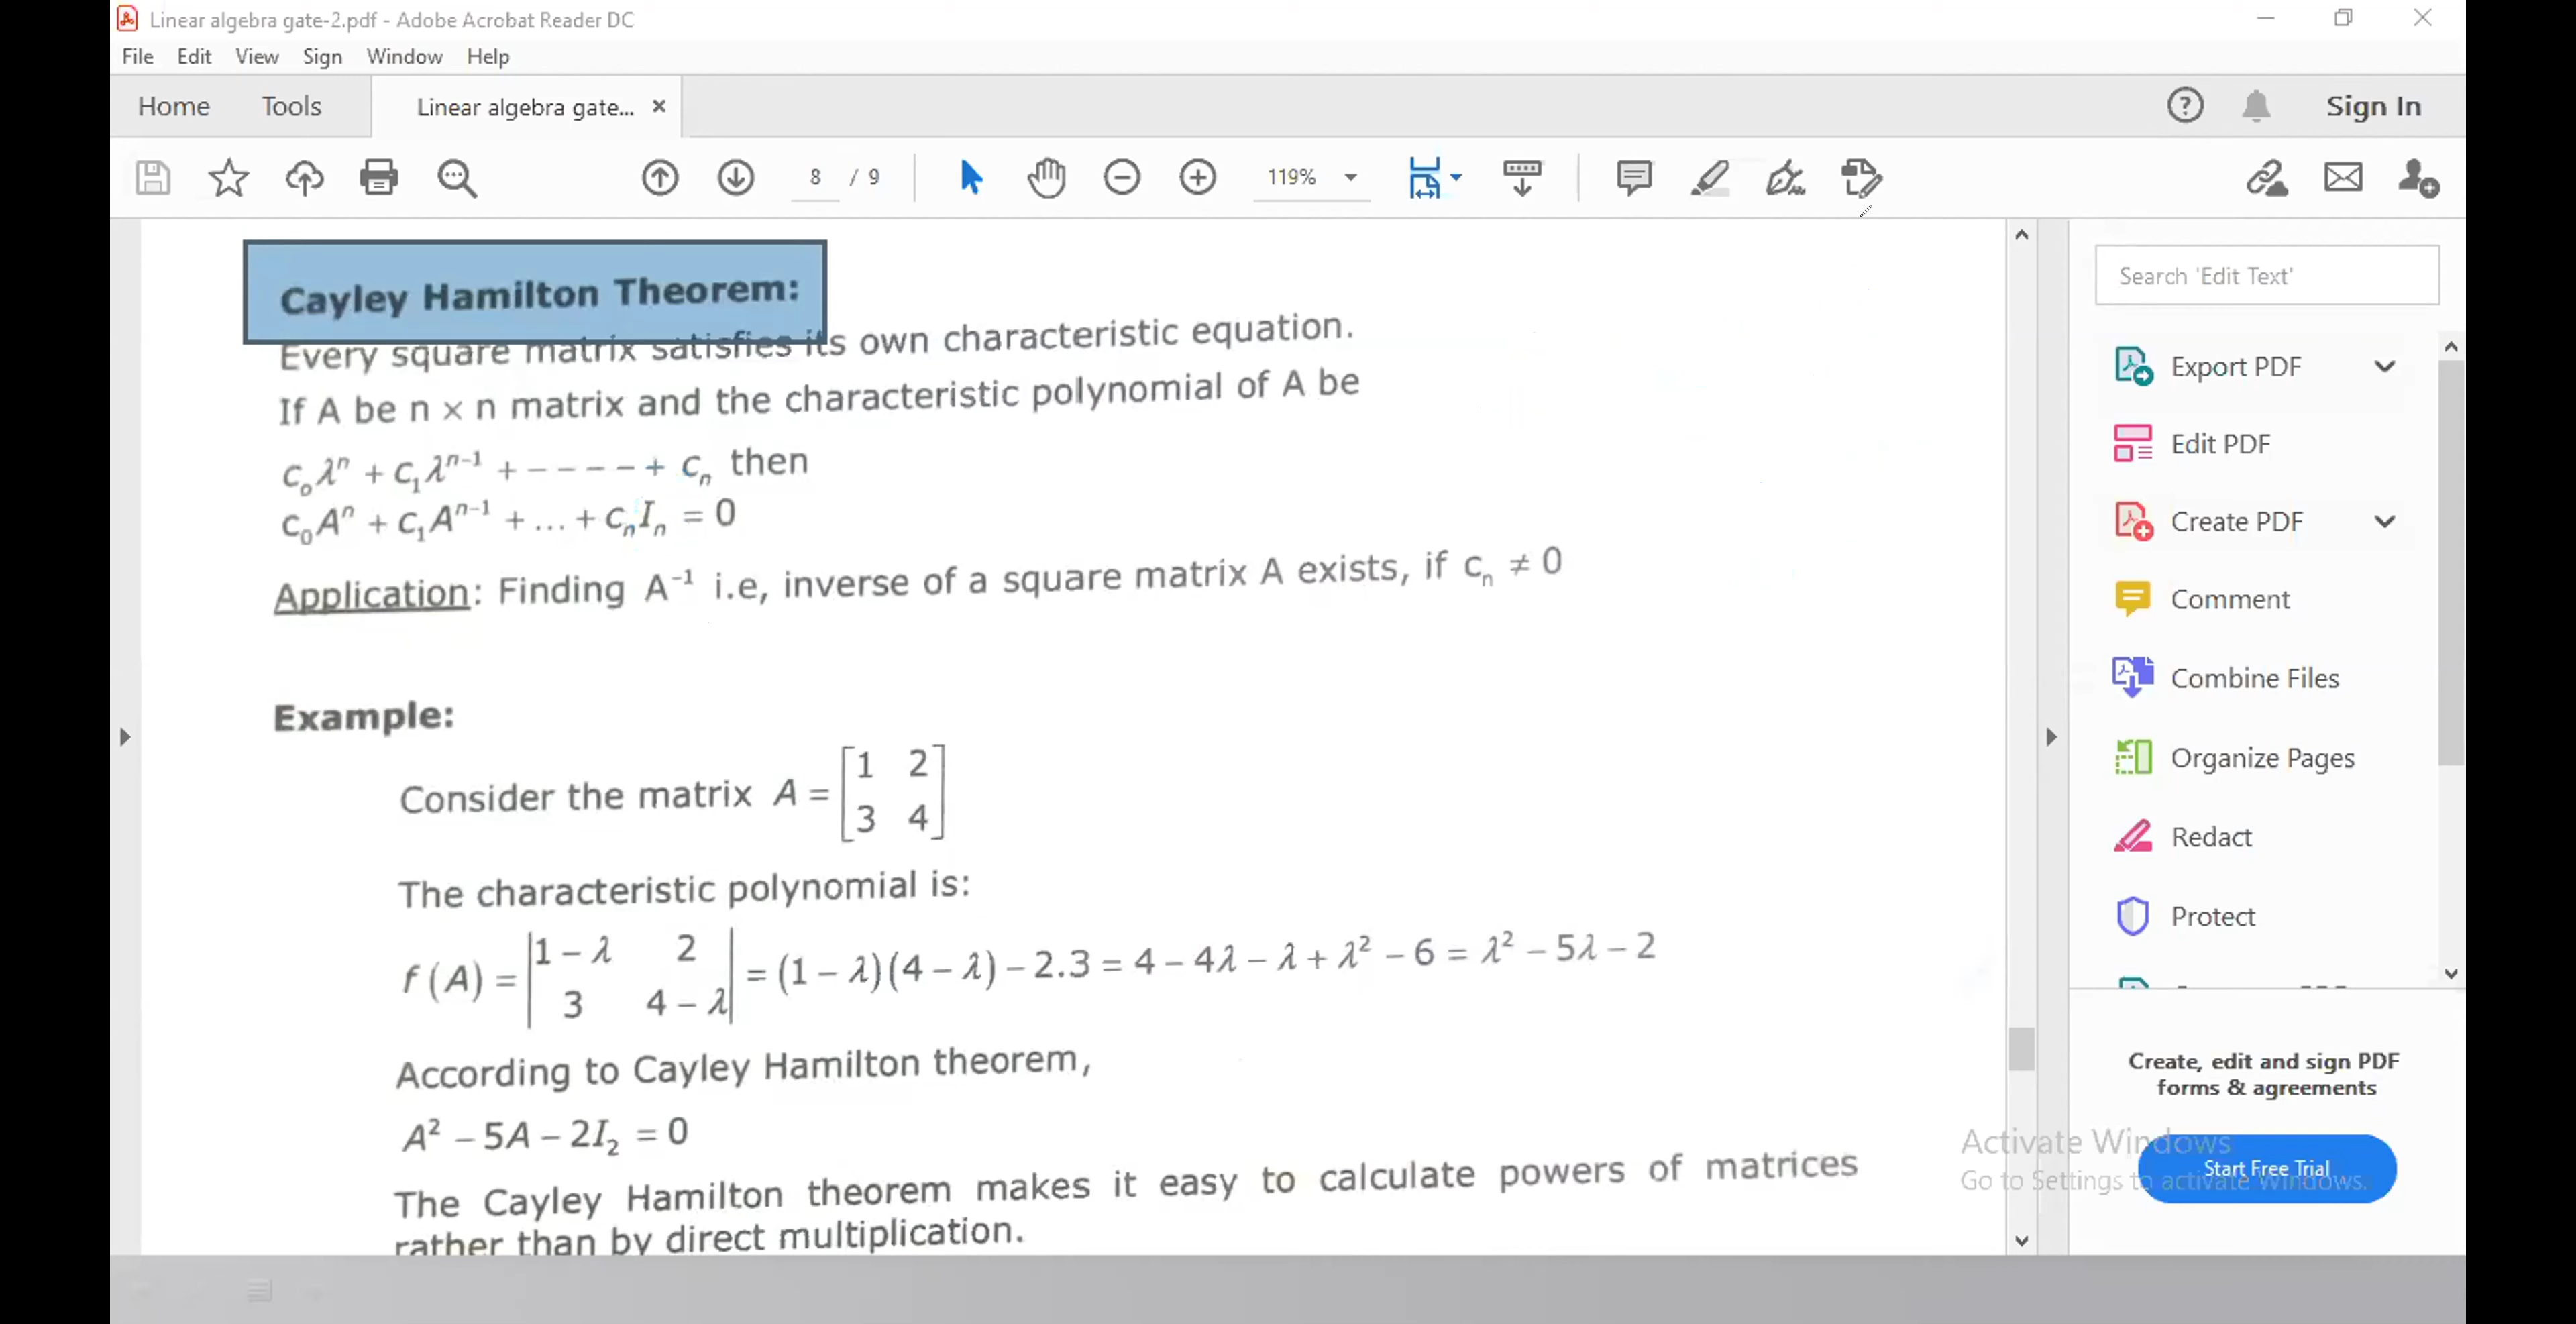 Linear algebra gate-2.pdf - Adobe Acrobat Reader DC
File Edit View Sign Window Help
Home Tools Linear algebra gate... × Sign In
8 / 9 119%
Cayley Hamilton Theorem:
Every square matrix satisfies its own characteristic equation.
If A be n × n matrix and the characteristic polynomial of A be
c₀λⁿ + c₁λⁿ⁻¹ + ----- + cₙ then
c₀Aⁿ + c₁Aⁿ⁻¹ + ... + cₙIₙ = 0
Application: Finding A⁻¹ i.e, inverse of a square matrix A exists, if cₙ ≠ 0
Example:
Consider the matrix A = [1 2
3 4]
The characteristic polynomial is:
f(A) = |1 − λ 2
3 4 − λ| = (1 − λ)(4 − λ) − 2.3 = 4 − 4λ − λ + λ² − 6 = λ² − 5λ − 2
According to Cayley Hamilton theorem,
A² − 5A − 2I₂ = 0
The Cayley Hamilton theorem makes it easy to calculate powers of matrices
rather than by direct multiplication.
Search 'Edit Text'
Export PDF
Edit PDF
Create PDF
Comment
Combine Files
Organize Pages
Redact
Protect
Create, edit and sign PDF
forms & agreements
Start Free Trial
Activate Windows
Go to Settings to activate Windows.